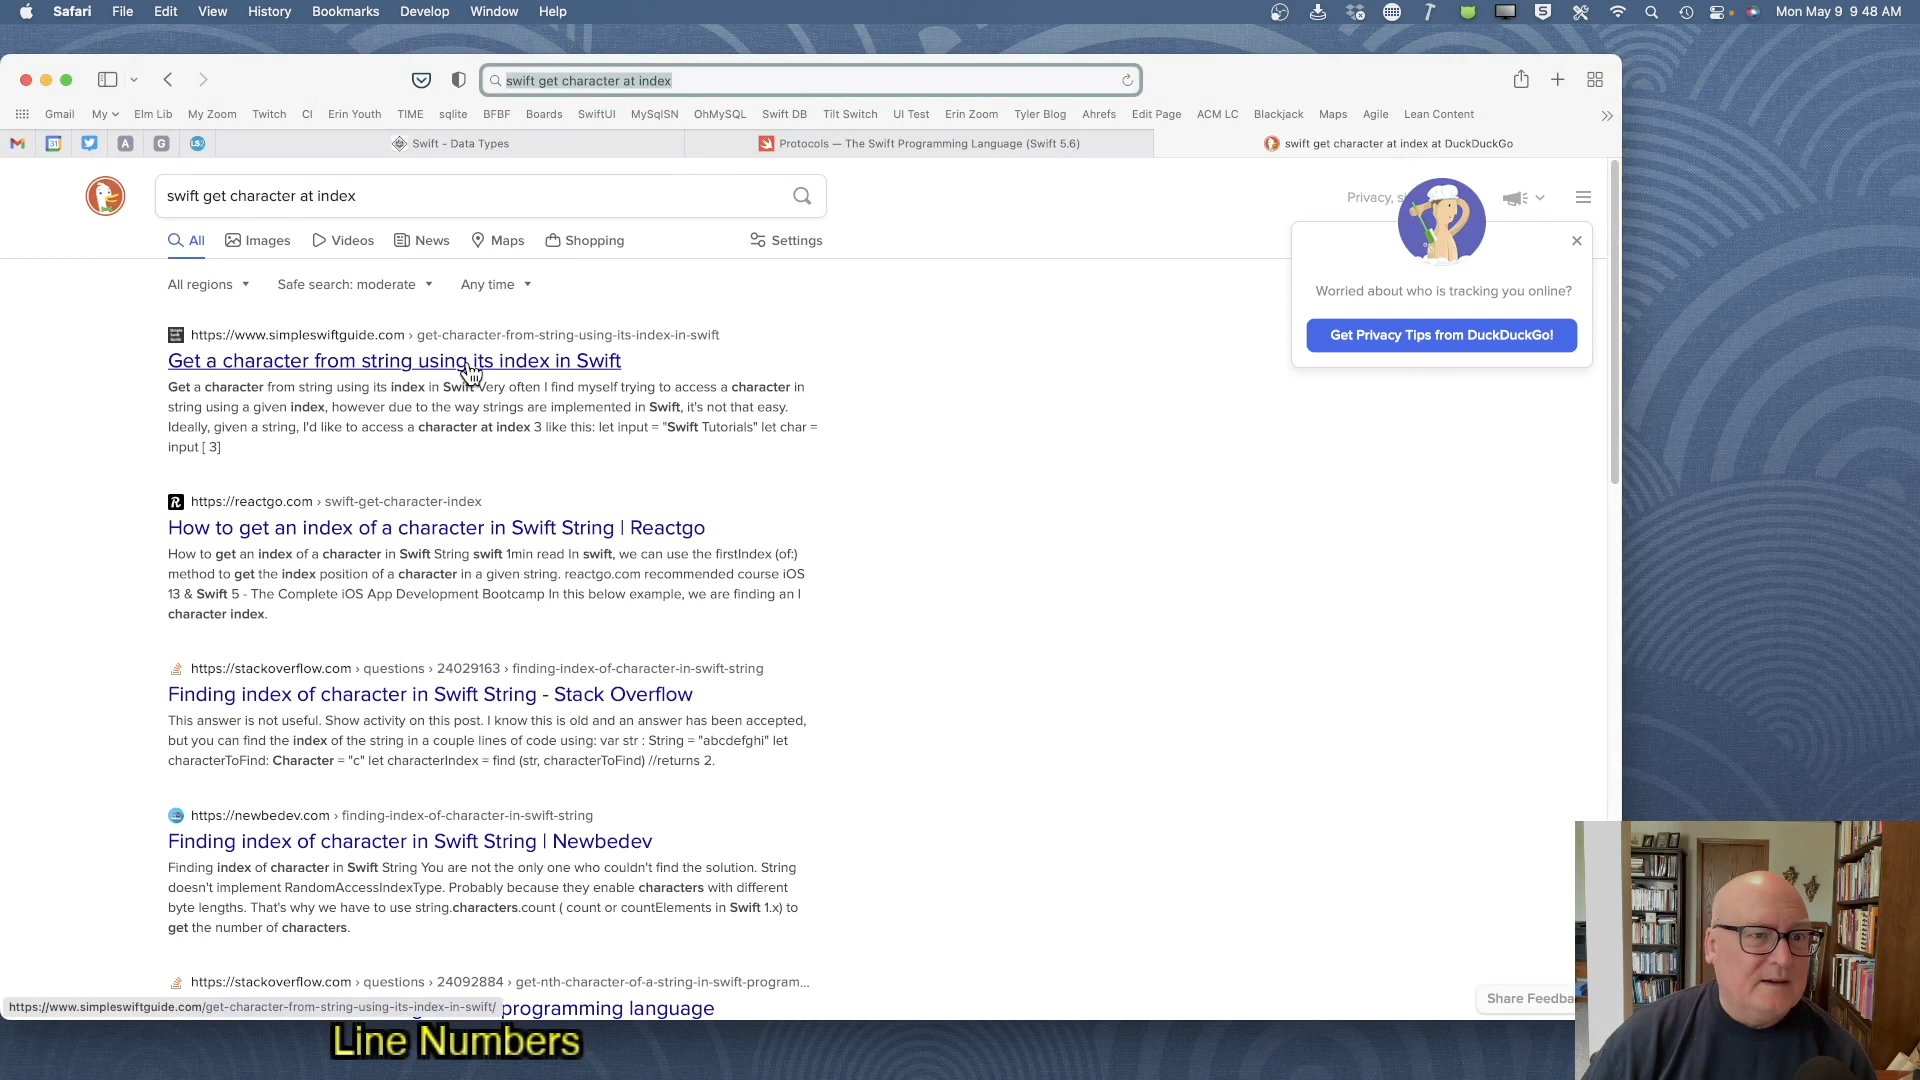 Safari File Edit View History Bookmarks Develop Window Help Mon May 9 9:48 AM
swift get character at index
Gmail My Elm Lib My Zoom Twitch CI Erin Youth TIME sqlite BFBF Boards SwiftUI MySqlSN OhMySQL Swift DB Tilt Switch UI Test Erin Zoom Tyler Blog Ahrefs Edit Page ACM LC Blackjack Maps Agile Lean Content
31 A G Swift - Data Types Protocols — The Swift Programming Language (Swift 5.6) swift get character at index at DuckDuckGo
swift get character at index
Privacy, s
All Images Videos News Maps Shopping Settings
All regions Safe search: moderate Any time
Worried about who is tracking you online?
Get Privacy Tips from DuckDuckGo!
https://www.simpleswiftguide.com › get-character-from-string-using-its-index-in-swift
Get a character from string using its index in Swift
Get a character from string using its index in Swift Very often I find myself trying to access a character in
string using a given index, however due to the way strings are implemented in Swift, it's not that easy.
Ideally, given a string, I'd like to access a character at index 3 like this: let input = "Swift Tutorials" let char =
input [ 3]
https://reactgo.com › swift-get-character-index
How to get an index of a character in Swift String | Reactgo
How to get an index of a character in Swift String swift 1min read In swift, we can use the firstIndex (of:)
method to get the index position of a character in a given string. reactgo.com recommended course iOS
13 & Swift 5 - The Complete iOS App Development Bootcamp In this below example, we are finding an l
character index.
https://stackoverflow.com › questions › 24029163 › finding-index-of-character-in-swift-string
Finding index of character in Swift String - Stack Overflow
This answer is not useful. Show activity on this post. I know this is old and an answer has been accepted,
but you can find the index of the string in a couple lines of code using: var str : String = "abcdefghi" let
characterToFind: Character = "c" let characterIndex = find (str, characterToFind) //returns 2.
https://newbedev.com › finding-index-of-character-in-swift-string
Finding index of character in Swift String | Newbedev
Finding index of character in Swift String You are not the only one who couldn't find the solution. String
doesn't implement RandomAccessIndexType. Probably because they enable characters with different
byte lengths. That's why we have to use string.characters.count ( count or countElements in Swift 1.x) to
get the number of characters.
https://stackoverflow.com › questions › 24092884 › get-nth-character-of-a-string-in-swift-program...
programming language
https://www.simpleswiftguide.com/get-character-from-string-using-its-index-in-swift/
Share Feedba
Line Numbers